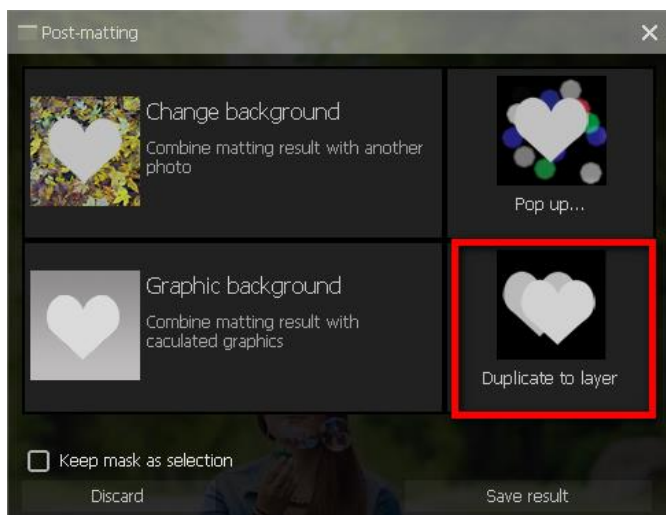 Post-matting
Change background
Combine matting result with another
photo
Pop up...
Graphic background
Combine matting result with
caculated graphics
Duplicate to layer
Keep mask as selection
Discard
Save result